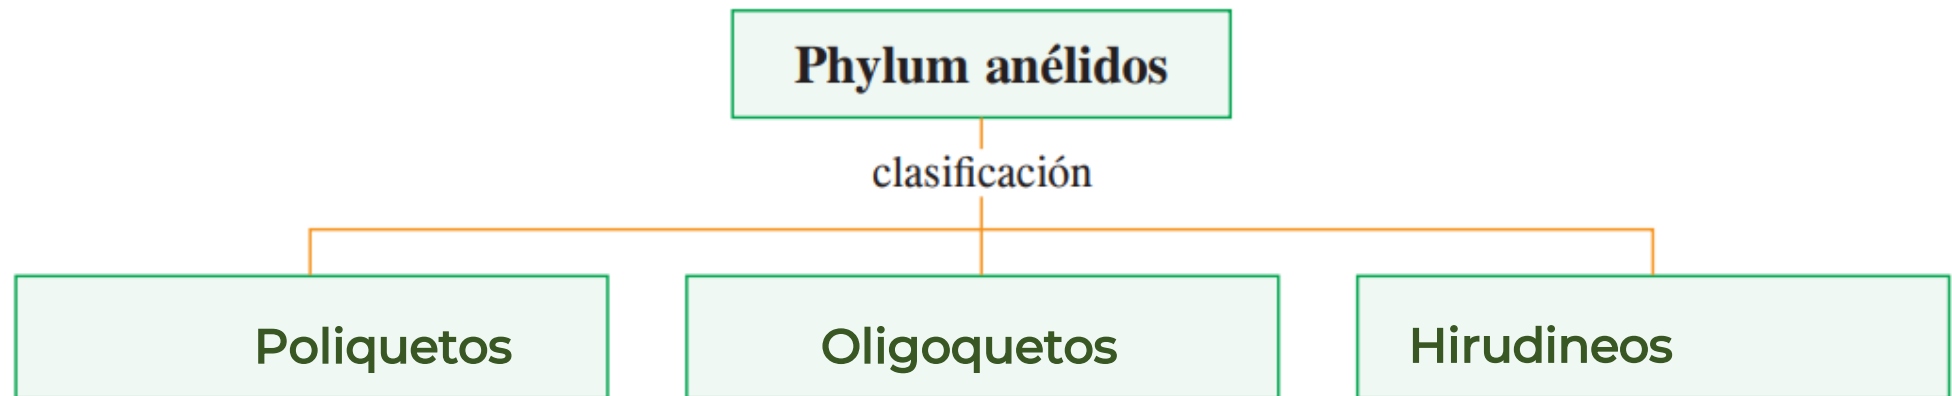 Phylum anélidos
clasificación
Poliquetos
Oligoquetos
Hirudineos